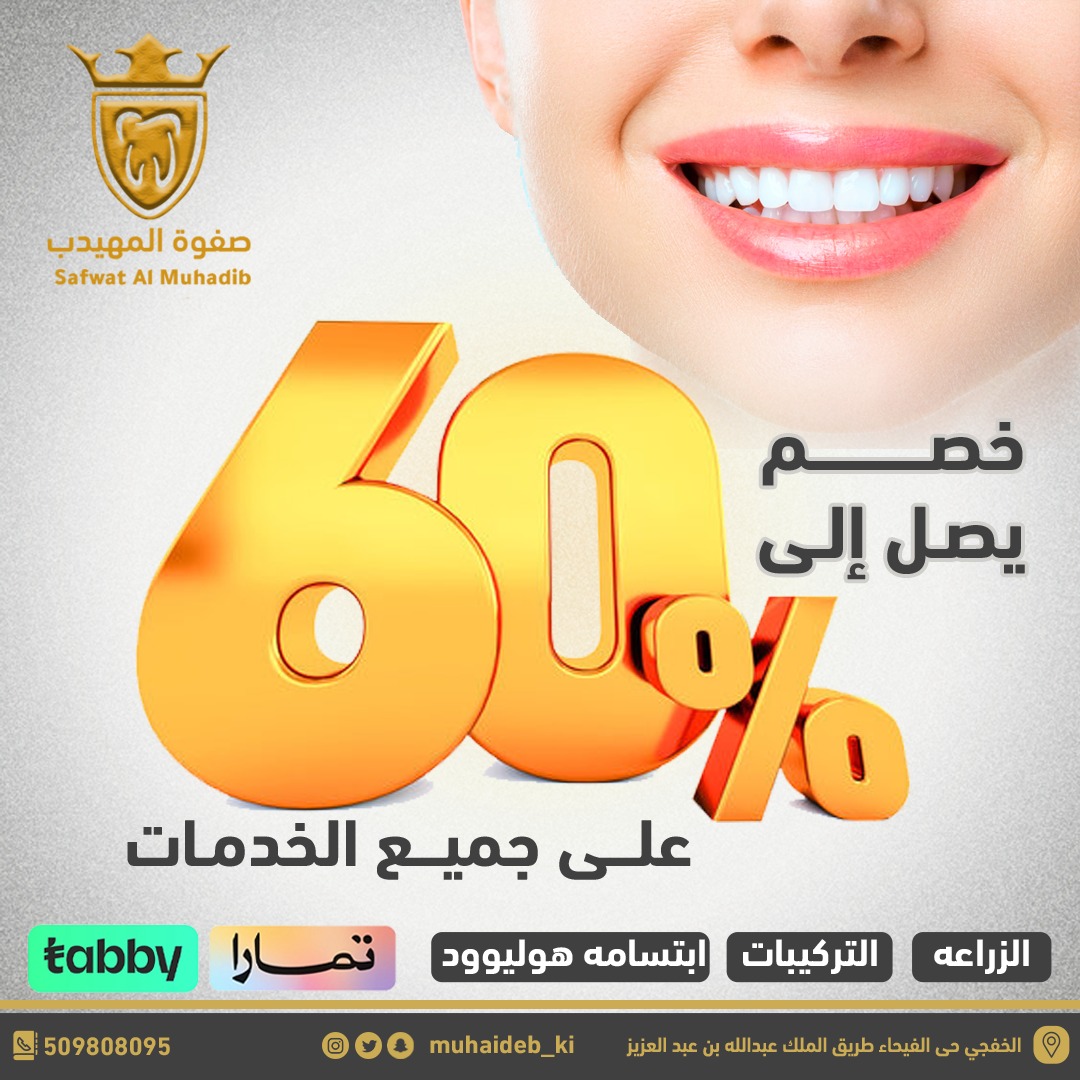 صفوة المهيدب
Safwat Al Muhadib
خصم
يصل إلى
60%
على جميع الخدمات
الزراعه
التركيبات
ابتسامه هوليوود
تمارا
tabby
الخفجي حى الفيحاء طريق الملك عبدالله بن عبد العزيز
muhaideb_ki
509808095